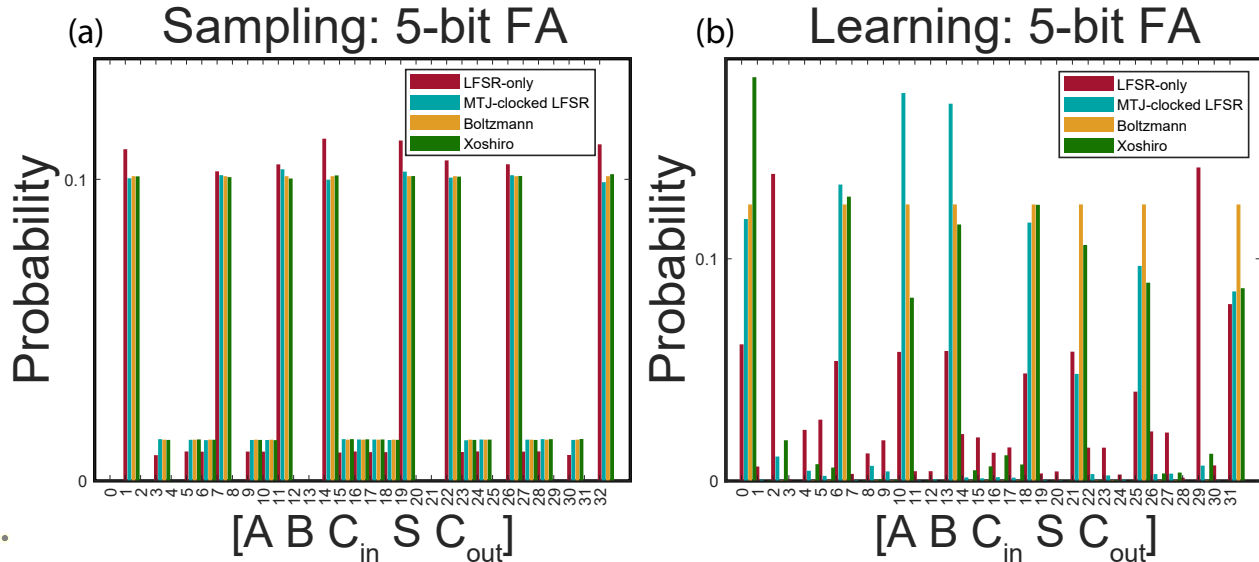 (a) Sampling: 5-bit FA
Probability
0.1
0
LFSR-only
MTJ-clocked LFSR
Boltzmann
Xoshiro
0 1 2 3 4 5 6 7 8 9 10 11 12 13 14 15 16 17 18 19 20 21 22 23 24 25 26 27 28 29 30 31 32
[A B C_in S C_out]
(b) Learning: 5-bit FA
Probability
0.1
0
LFSR-only
MTJ-clocked LFSR
Boltzmann
Xoshiro
0 1 2 3 4 5 6 7 8 9 10 11 12 13 14 15 16 17 18 19 20 21 22 23 24 25 26 27 28 29 30 31
[A B C_in S C_out]